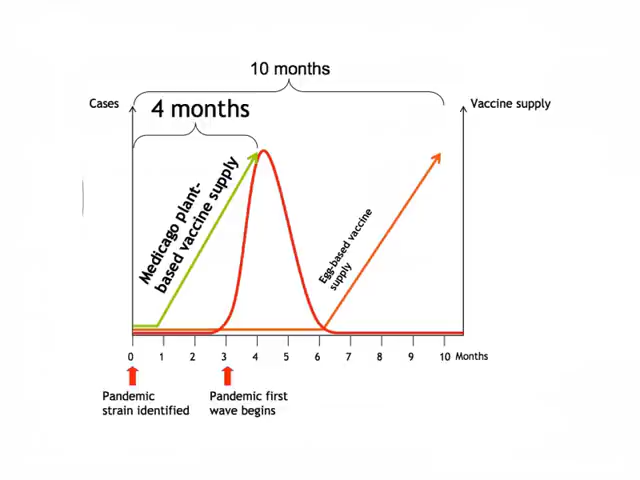 10 months
Cases
4 months
Vaccine supply
Medicago plant-
based vaccine supply
Egg-based vaccine
supply
0 1 2 3 4 5 6 7 8 9 10 Months
Pandemic
strain identified
Pandemic first
wave begins